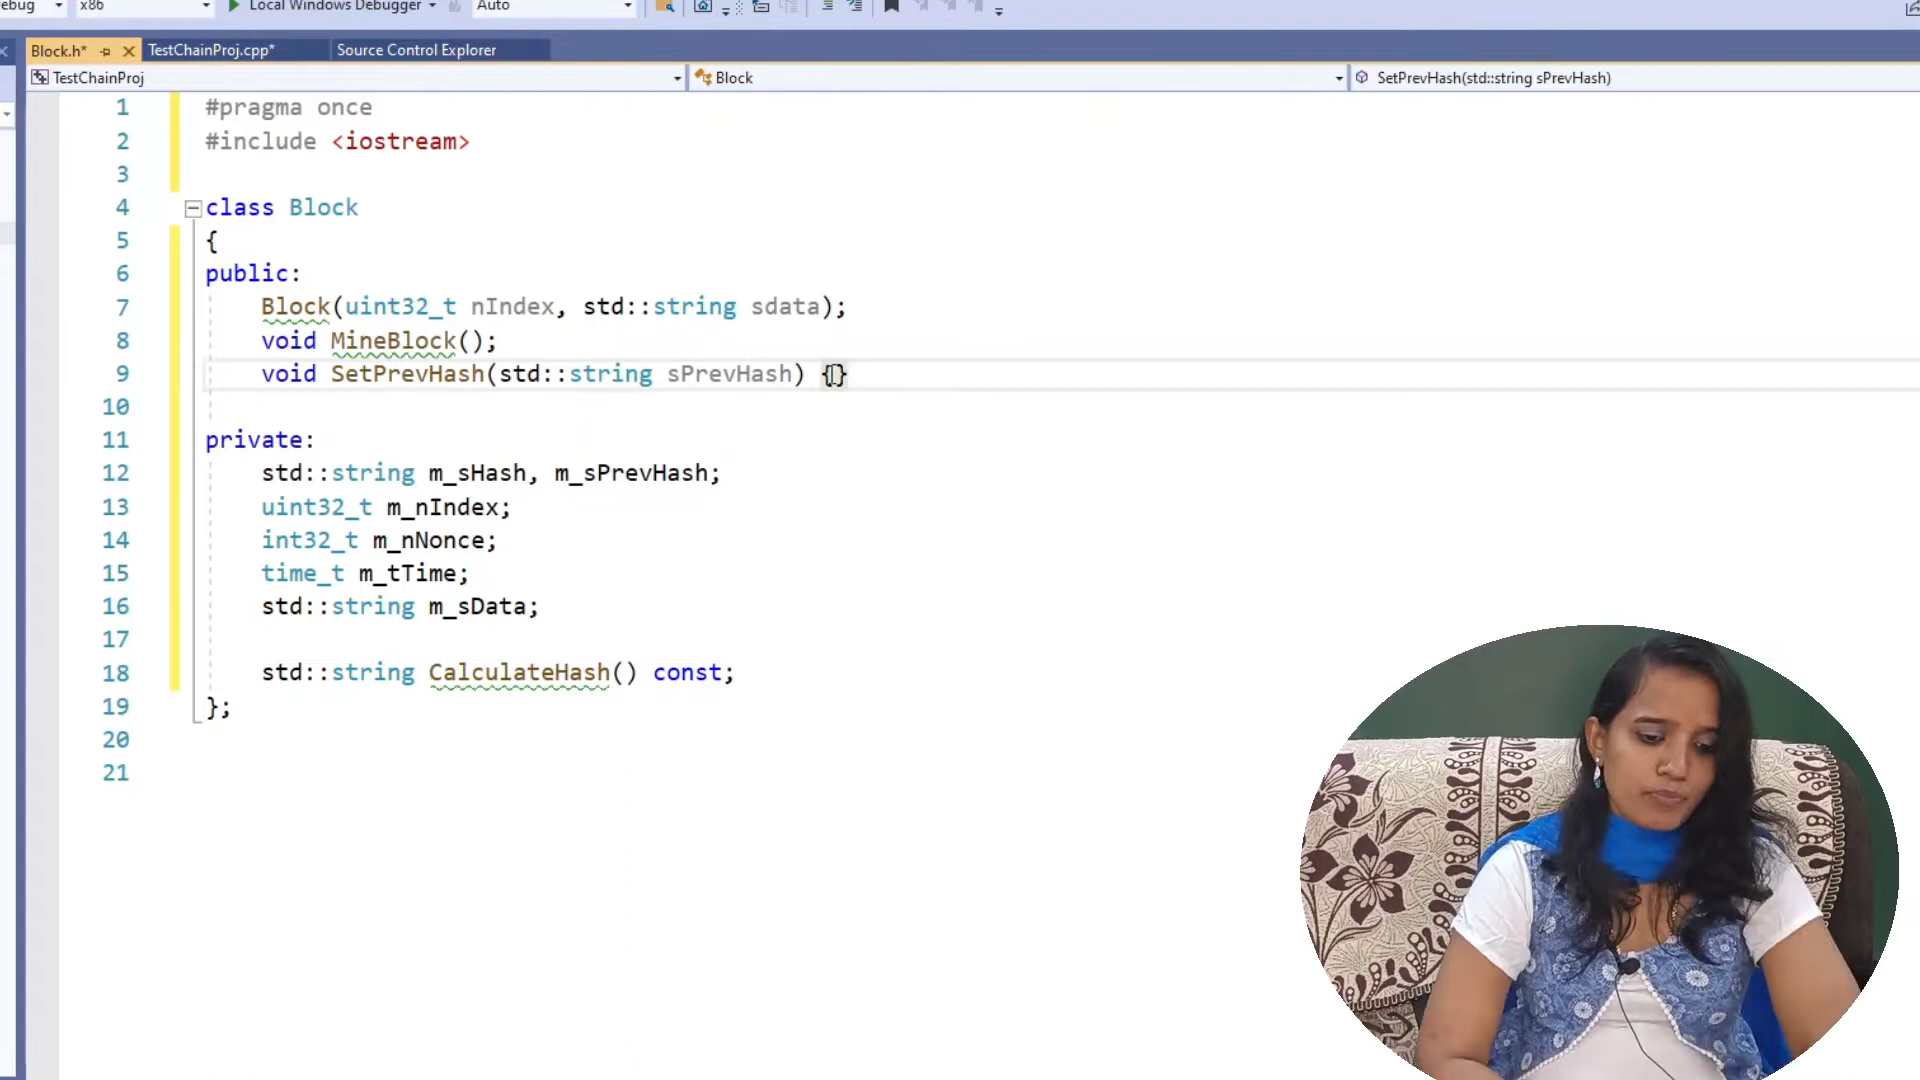 x86
Local Windows Debugger
Auto
Block.h*
TestChainProj.cpp*
Source Control Explorer
TestChainProj
Block
SetPrevHash(std::string sPrevHash)
1 #pragma once
2 #include <iostream>
3
4 class Block
5 {
6 public:
7 Block(uint32_t nIndex, std::string sdata);
8 void MineBlock();
9 void SetPrevHash(std::string sPrevHash) {}
10
11 private:
12 std::string m_sHash, m_sPrevHash;
13 uint32_t m_nIndex;
14 int32_t m_nNonce;
15 time_t m_tTime;
16 std::string m_sData;
17
18 std::string CalculateHash() const;
19 };
20
21